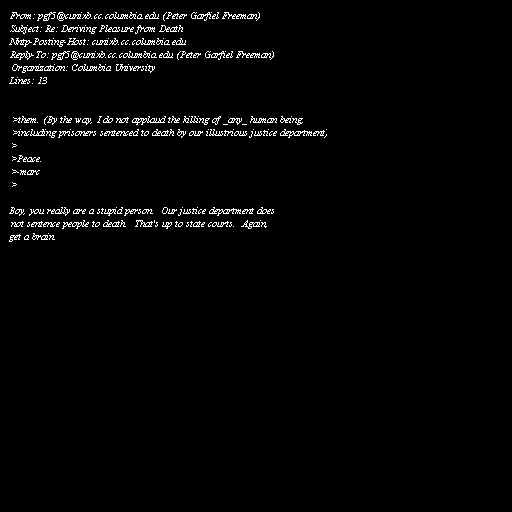 From: pgf5@cunixb.cc.columbia.edu (Peter Garfiel Freeman)
Subject: Re: Deriving Pleasure from Death
Nntp-Posting-Host: cunixb.cc.columbia.edu
Reply-To: pgf5@cunixb.cc.columbia.edu (Peter Garfiel Freeman)
Organization: Columbia University
Lines: 13
>them. (By the way, I do not applaud the killing of _any_ human being,
>including prisoners sentenced to death by our illustrious justice department)
>
>Peace.
>-marc
>
Boy, you really are a stupid person. Our justice department does
not sentence people to death. That's up to state courts. Again,
get a brain.